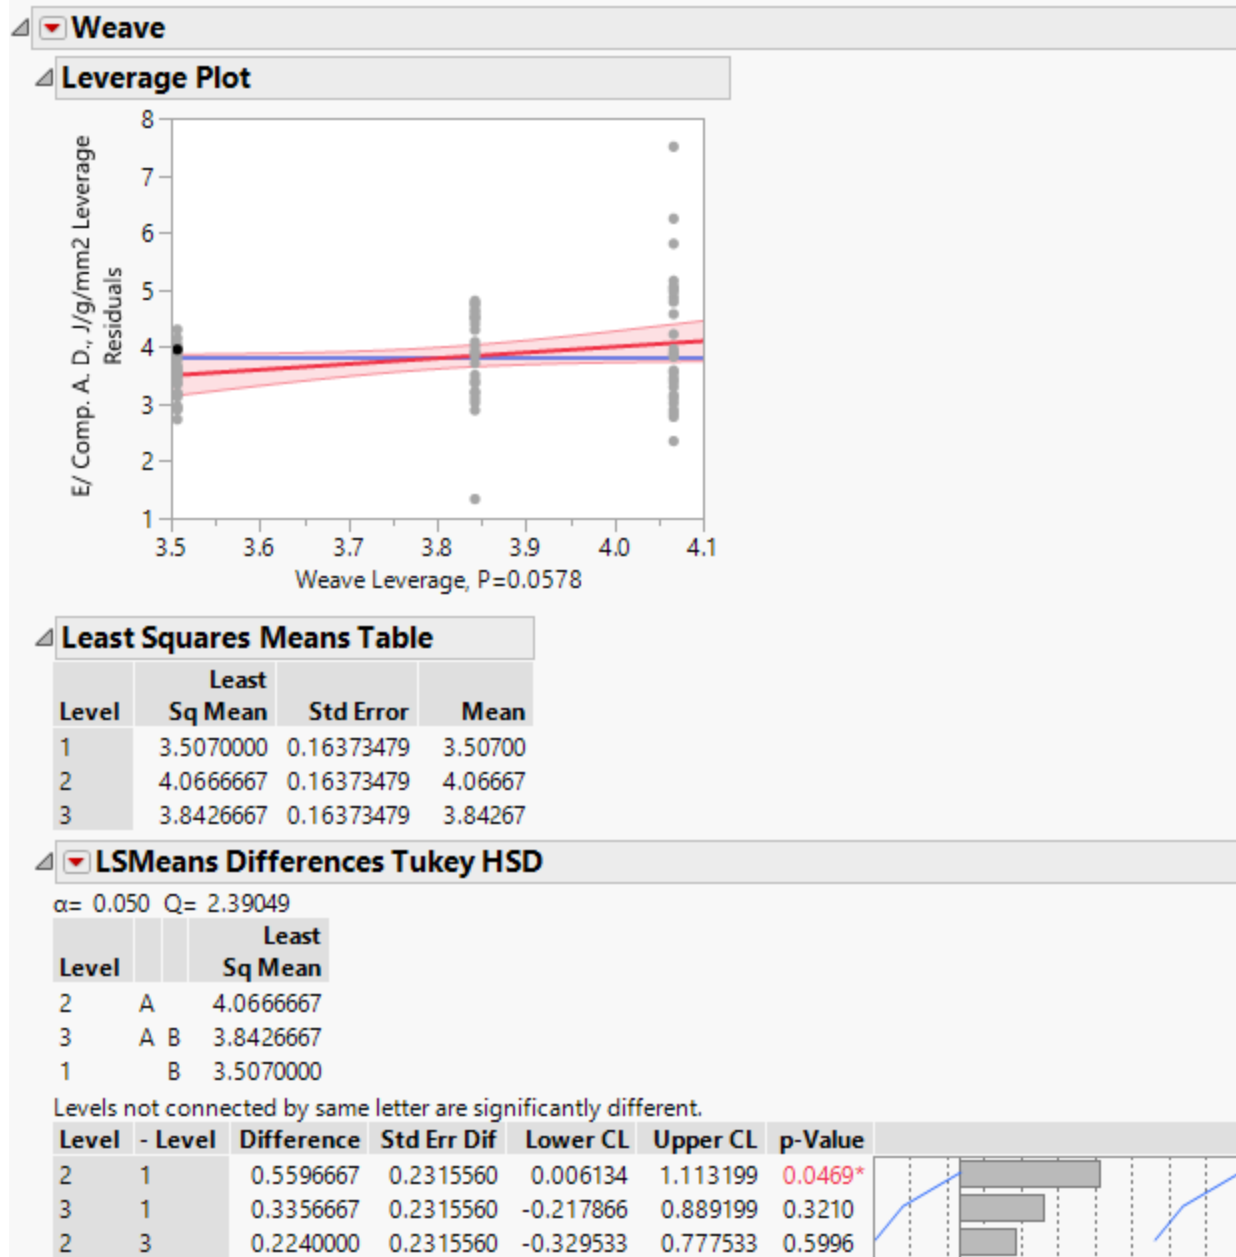 Weave
Leverage Plot
8
7
6
5
4
3
2
1
E/ Comp. A. D., J/g/mm2 Leverage
Residuals
3.5 3.6 3.7 3.8 3.9 4.0 4.1
Weave Leverage, P=0.0578
Least Squares Means Table
Least
Level Sq Mean Std Error Mean
1 3.5070000 0.16373479 3.50700
2 4.0666667 0.16373479 4.06667
3 3.8426667 0.16373479 3.84267
LSMeans Differences Tukey HSD
α= 0.050 Q= 2.39049
Least
Level Sq Mean
2 A 4.0666667
3 A B 3.8426667
1 B 3.5070000
Levels not connected by same letter are significantly different.
Level - Level Difference Std Err Dif Lower CL Upper CL p-Value
2 1 0.5596667 0.2315560 0.006134 1.113199 0.0469*
3 1 0.3356667 0.2315560 -0.217866 0.889199 0.3210
2 3 0.2240000 0.2315560 -0.329533 0.777533 0.5996